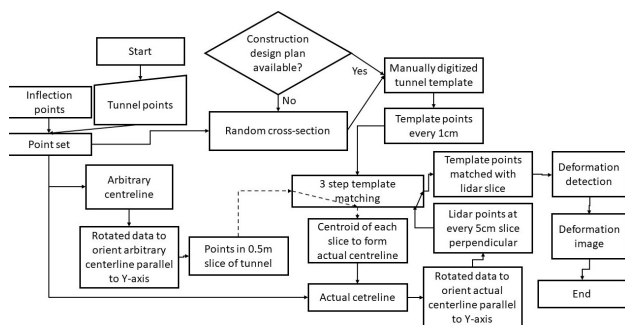 Construction
design plan
available?
Start
Yes
Manually digitized
tunnel template
Inflection
points
Tunnel points
No
Random cross-section
Template points
every 1cm
Point set
Arbitrary
centreline
3 step template
matching
Template points
matched with
lidar slice
Deformation
detection
Rotated data to
orient arbitrary
centerline parallel
to Y-axis
Points in 0.5m
slice of tunnel
Centroid of each
slice to form
actual centreline
Lidar points at
every 5cm slice
perpendicular
Deformation
image
Actual cetreline
Rotated data to
orient actual
centerline parallel
to Y-axis
End